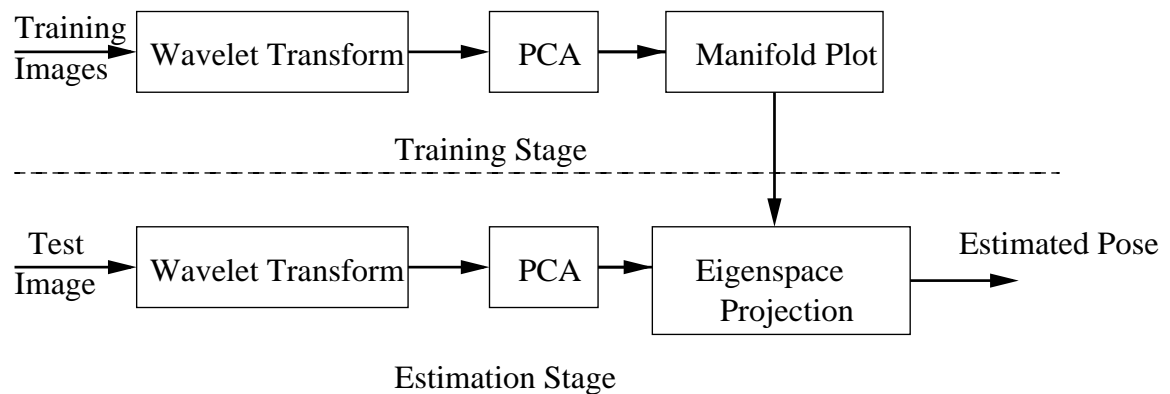 Training
Images
Wavelet Transform
PCA
Manifold Plot
Training Stage
Test
Image
Wavelet Transform
PCA
Eigenspace
Projection
Estimated Pose
Estimation Stage